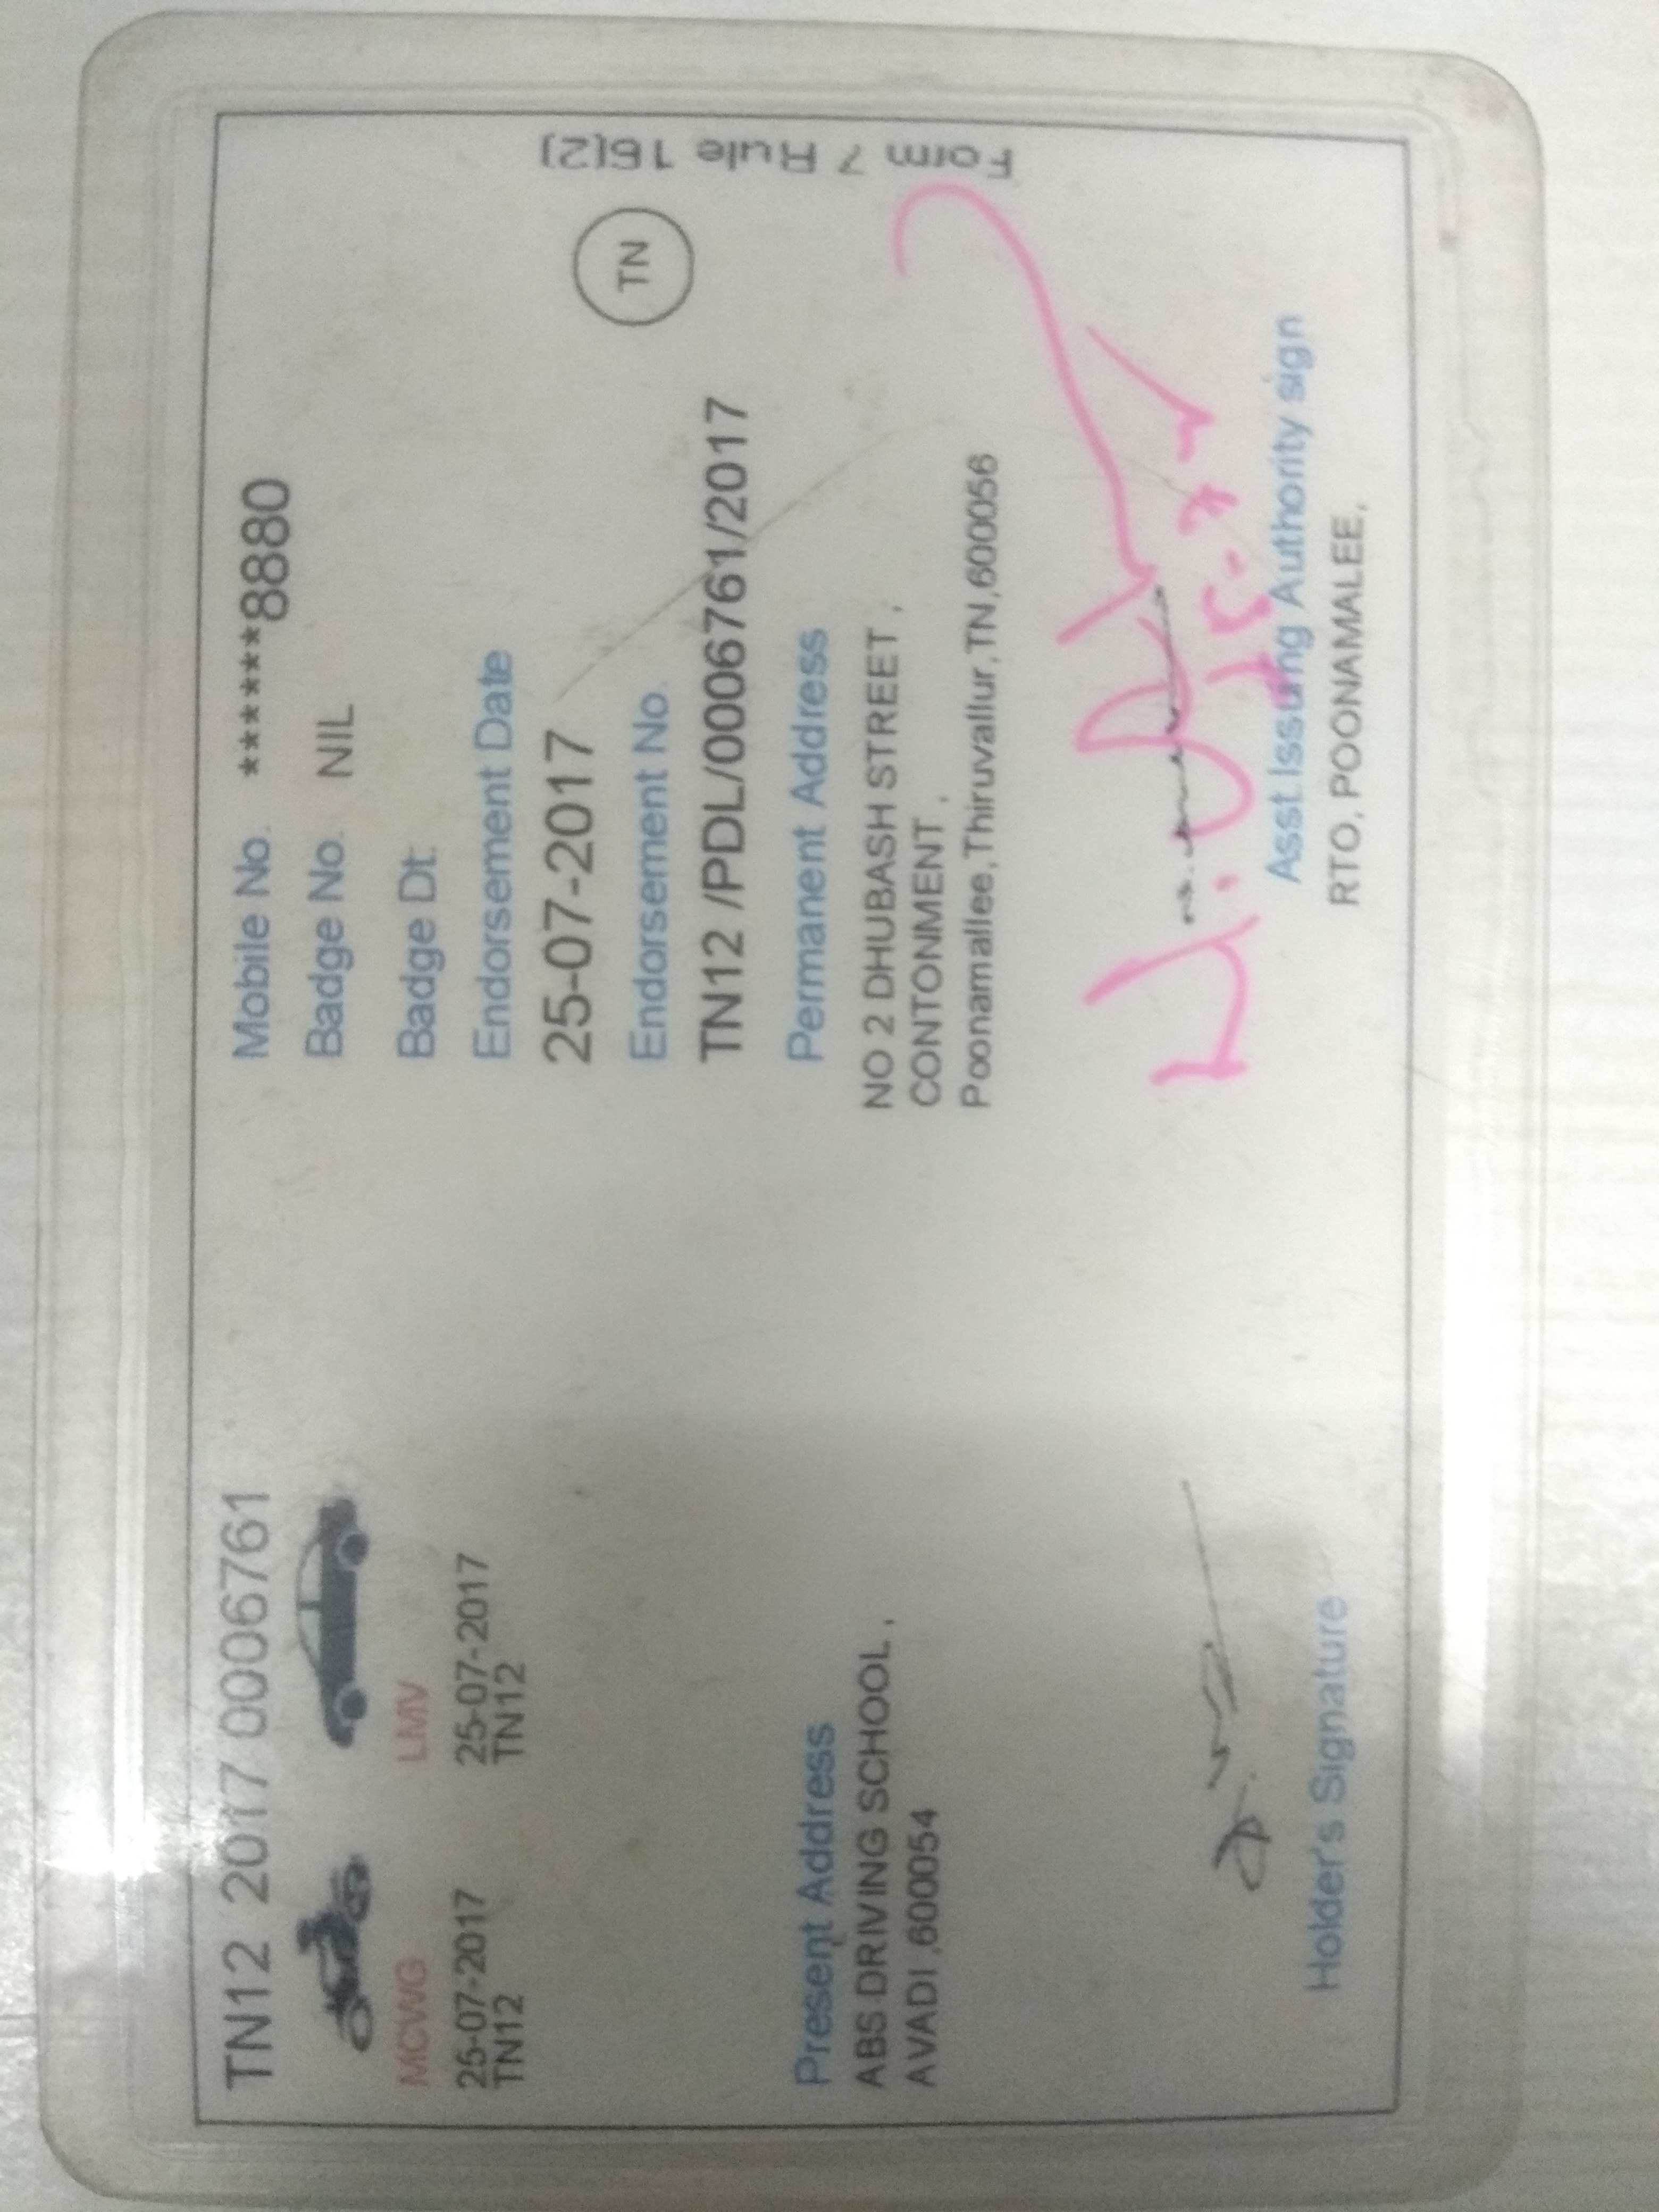 TN12 2017 0006761
MCWG LMV
25-07-2017 25-07-2017
TN12 TN12
Present Address
ABS DRIVING SCHOOL ,
AVADI ,600054
Holder's Signature
Mobile No. ******8880
Badge No. NIL
Badge Dt.
Endorsement Date
25-07-2017
Endorsement No.
TN12 /PDL/0006761/2017
Permanent Address
NO 2 DHUBASH STREET ,
CONTONMENT ,
Poonamallee,Thiruvallur,TN,600056
Asst.Issuing Authority sign
RTO, POONAMALEE,
TN
Form 7 Rule 16(2)